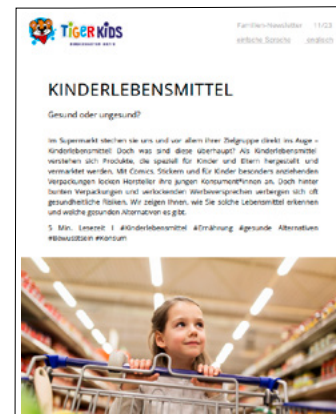 TIGER KIDS
KINDERGARTEN AKTIV
Familien-Newsletter 11/23
einfache Sprache englisch
KINDERLEBENSMITTEL
Gesund oder ungesund?
Im Supermarkt stechen sie uns und vor allem ihrer Zielgruppe direkt ins Auge –
Kinderlebensmittel! Doch was sind diese überhaupt? Als Kinderlebensmittel
verstehen sich Produkte, die speziell für Kinder und Eltern hergestellt und
vermarktet werden. Mit Comics, Stickern und für Kinder besonders anziehenden
Verpackungen locken Hersteller ihre jungen Konsument*innen an. Doch hinter
bunten Verpackungen und verlockenden Werbeversprechen verbergen sich oft
gesundheitliche Risiken. Wir zeigen Ihnen, wie Sie solche Lebensmittel erkennen
und welche gesunden Alternativen es gibt.
5 Min. Lesezeit I #Kinderlebensmittel #Ernährung #gesunde Alternativen
#Bewusstsein #Konsum